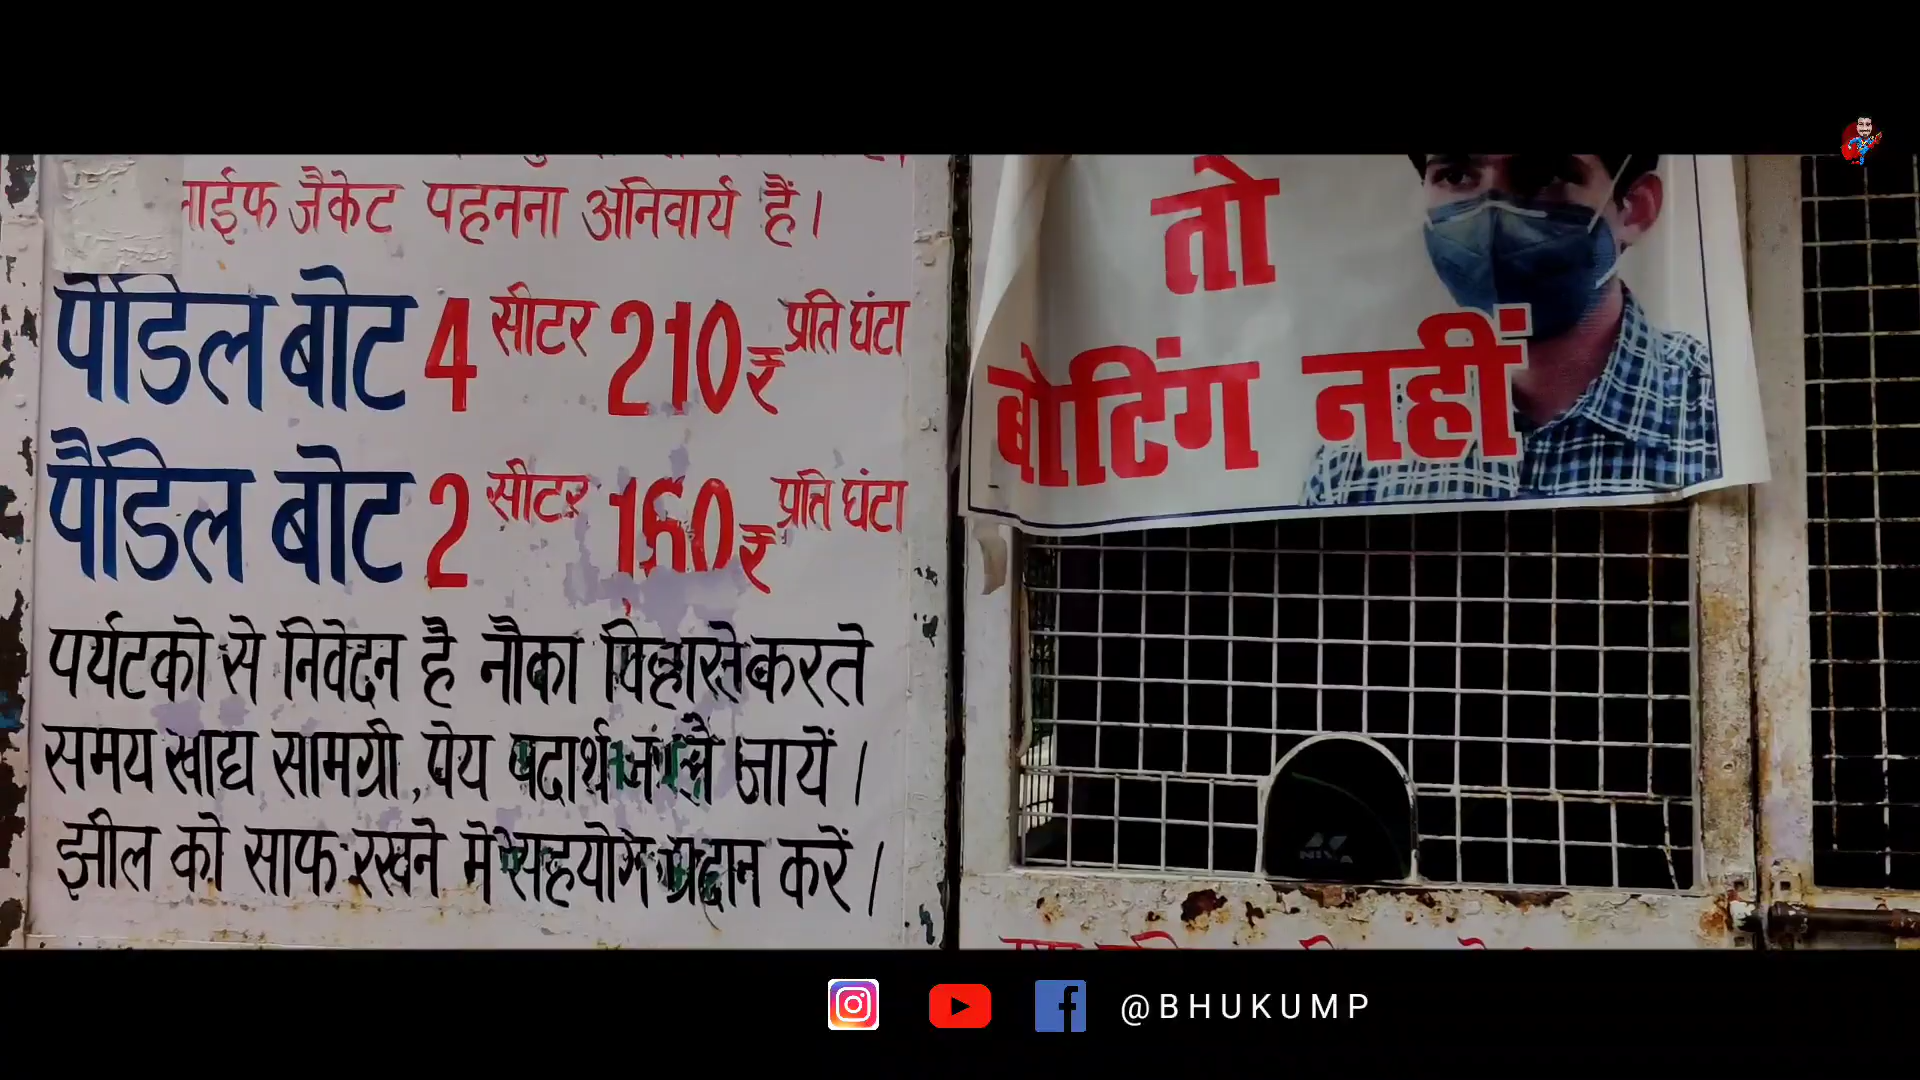 जैकेट पहनना अनिवार्य हैं।
पैडिल बोट 4 सीटर 210₹ प्रति घंटा
पैडिल बोट 2 सीटर 160₹ प्रति घंटा
पर्यटको से निवेदन है नौका करते
समय खाद्य सामग्री, पेय पदार्थ जायें।
झील को साफ रखने मे सहयोग प्रदान करें।
तो
बोटिंग नहीं
NIVA
@BHUKUMP